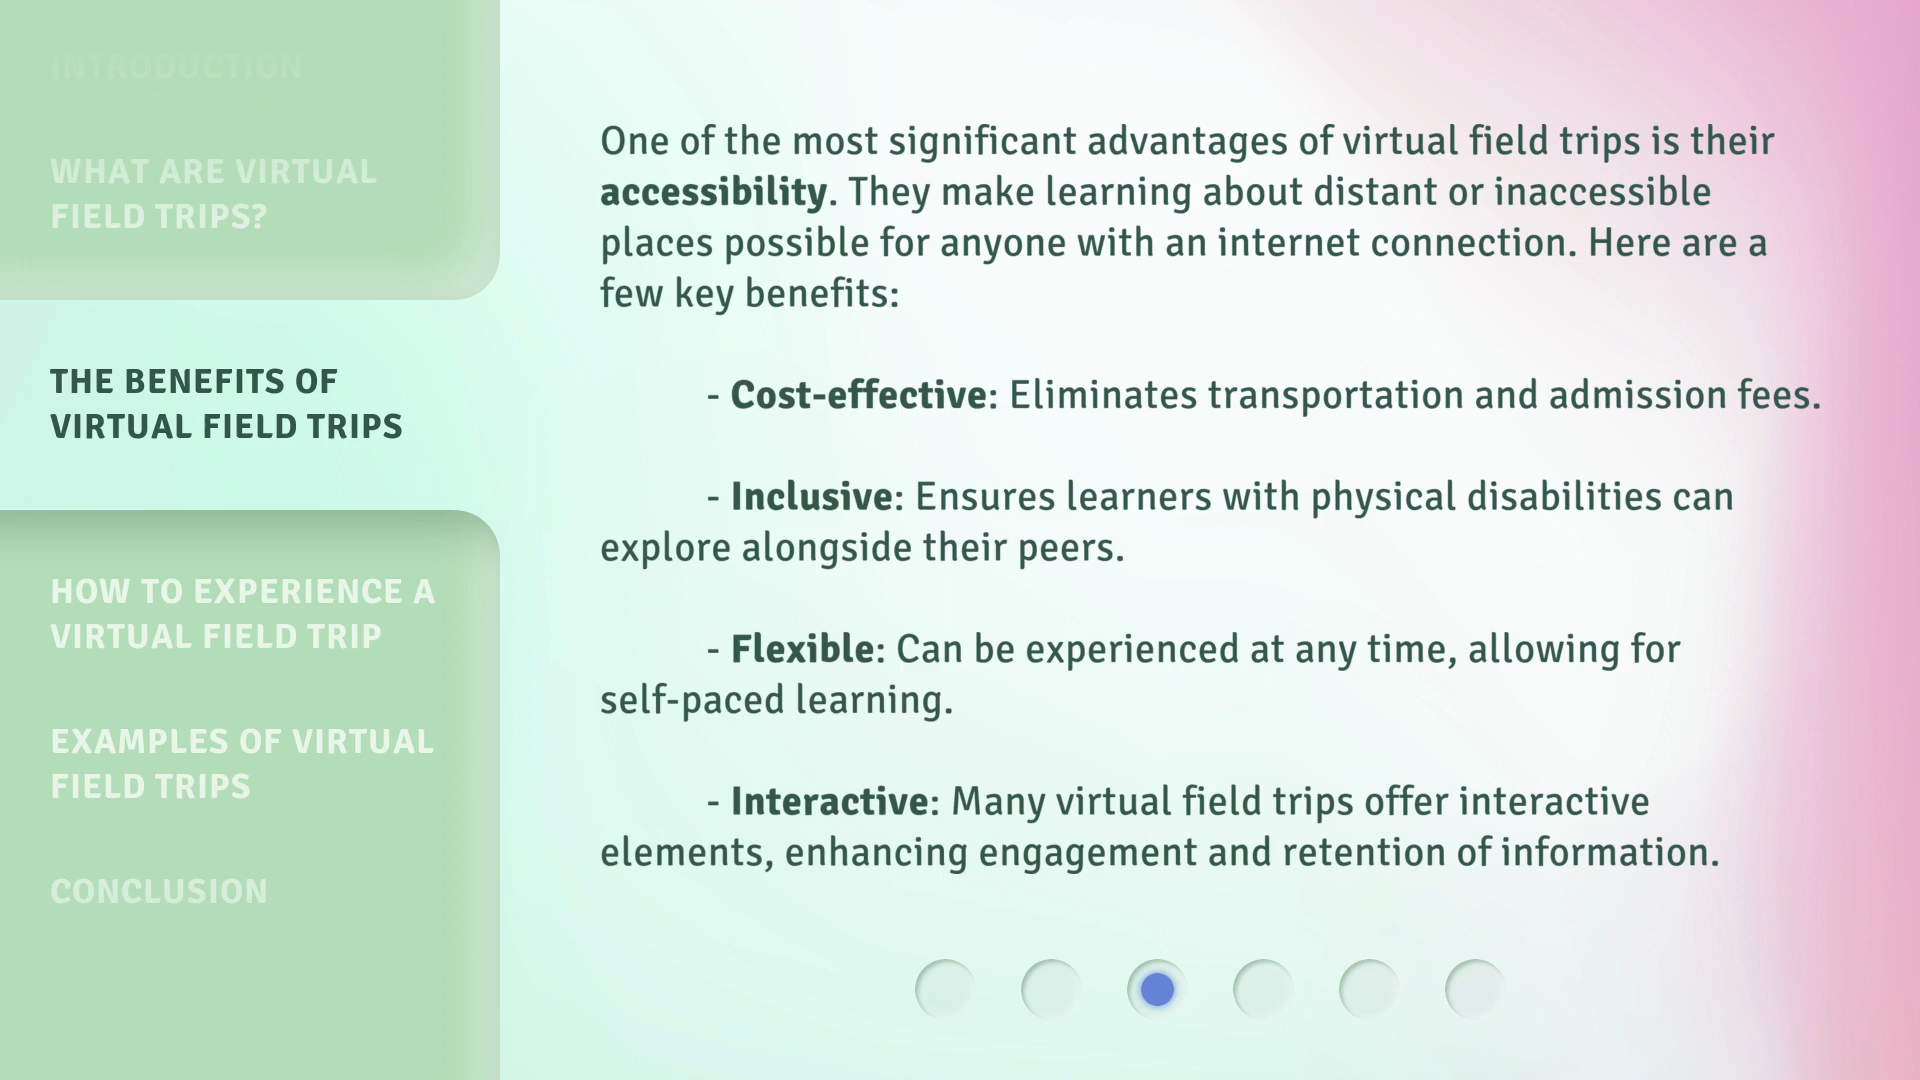 INTRODUCTION
WHAT ARE VIRTUAL
FIELD TRIPS?
THE BENEFITS OF
VIRTUAL FIELD TRIPS
HOW TO EXPERIENCE A
VIRTUAL FIELD TRIP
EXAMPLES OF VIRTUAL
FIELD TRIPS
CONCLUSION
One of the most significant advantages of virtual field trips is their
accessibility. They make learning about distant or inaccessible
places possible for anyone with an internet connection. Here are a
few key benefits:
- Cost-effective: Eliminates transportation and admission fees.
- Inclusive: Ensures learners with physical disabilities can
explore alongside their peers.
- Flexible: Can be experienced at any time, allowing for
self-paced learning.
- Interactive: Many virtual field trips offer interactive
elements, enhancing engagement and retention of information.